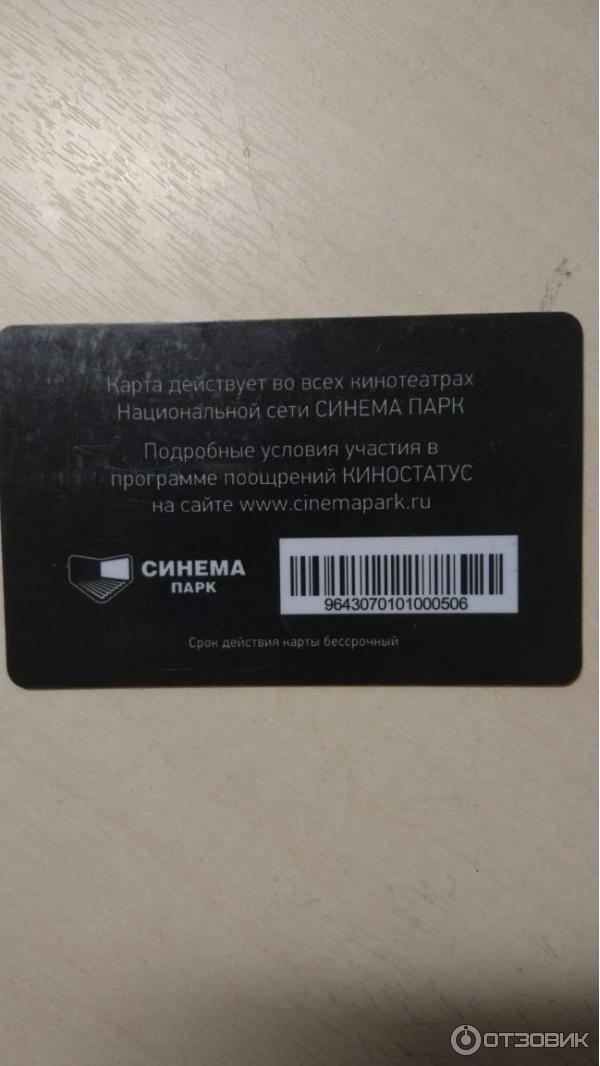 Карта действует во всех кинотеатрах
Национальной сети СИНЕМА ПАРК
Подробные условия участия в
программе поощрений КИНОСТАТУС
на сайте www.cinemapark.ru
СИНЕМА
ПАРК
9643070101000506
Срок действия карты бессрочный
ОТЗОВИК